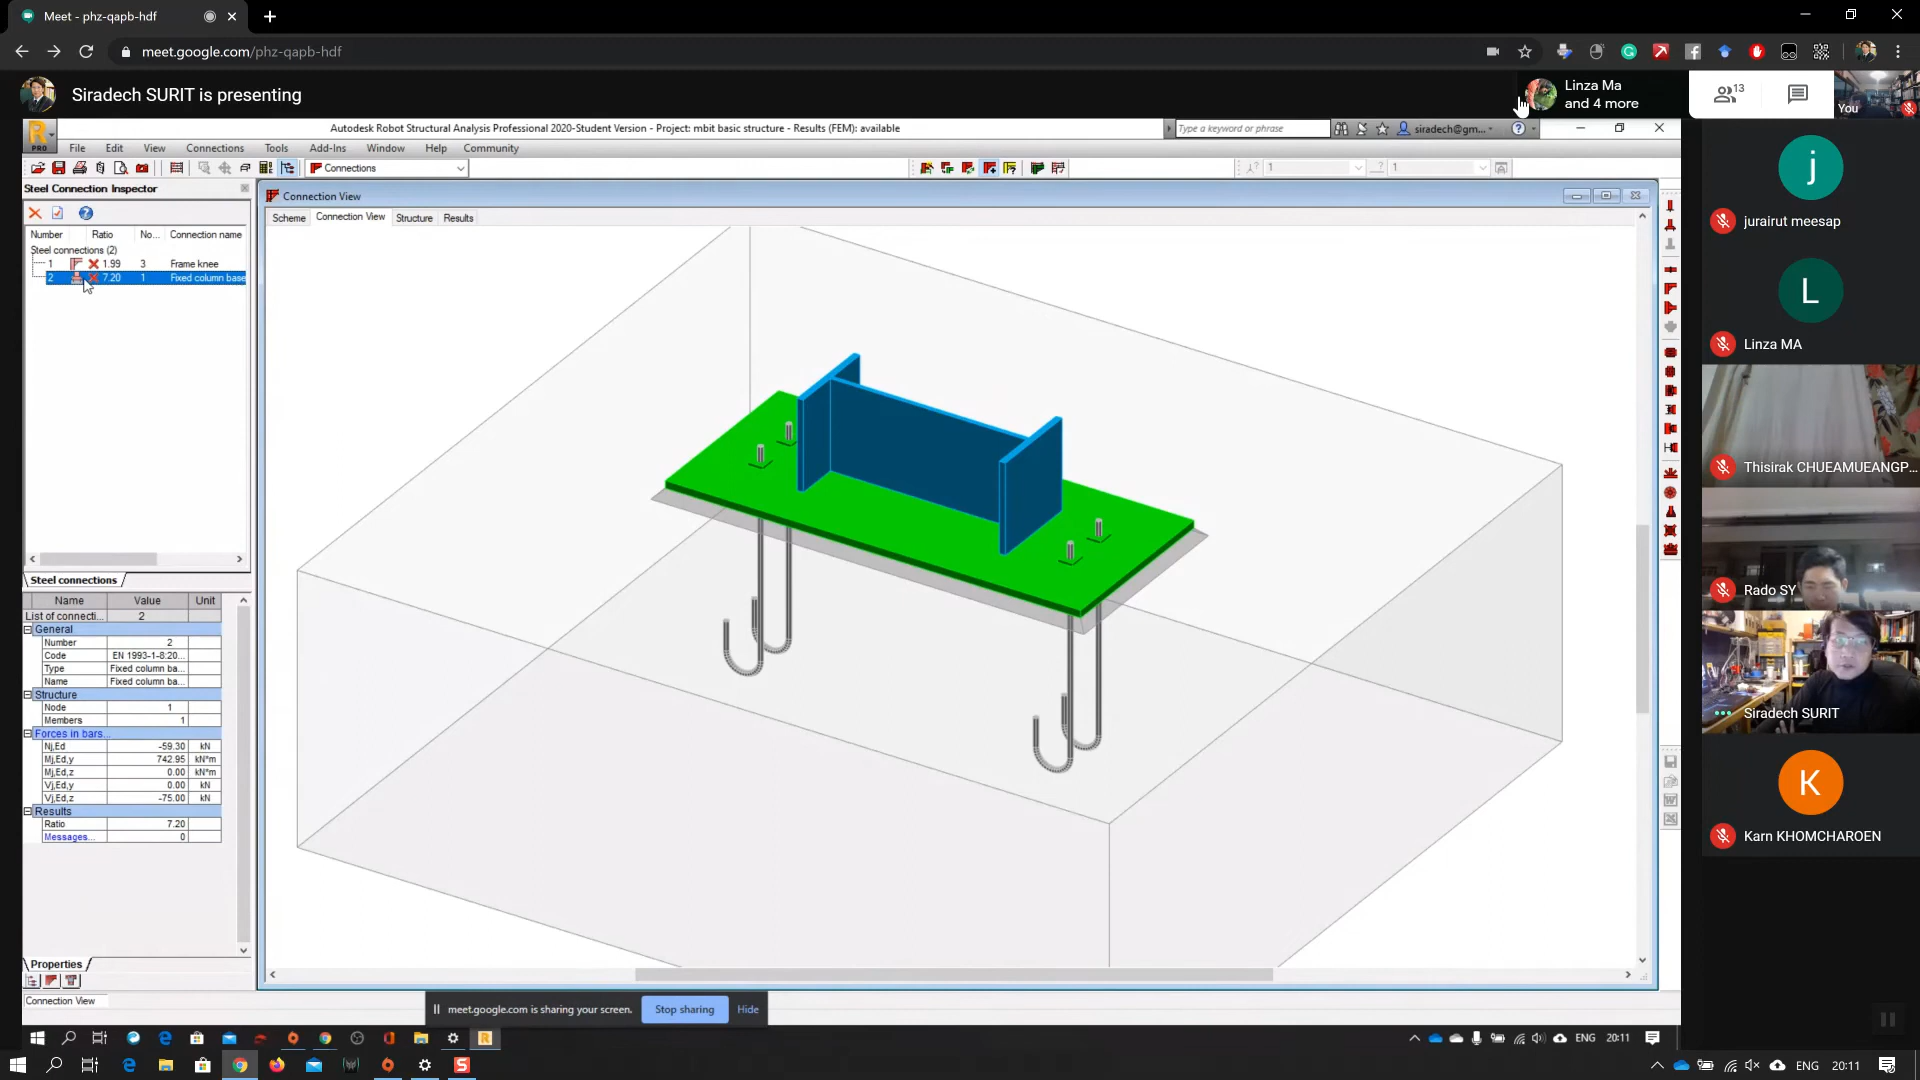 Meet - phz-qapb-hdf
meet.google.com/phz-qapb-hdf
Siradech SURIT is presenting
Linza Ma
and 4 more
13
You
Autodesk Robot Structural Analysis Professional 2020-Student Version - Project: mbit basic structure - Results (FEM): available
Type a keyword or phrase
siradech@gm...
PRO
File Edit View Connections Tools Add-Ins Window Help Community
Connections
1
1
Steel Connection Inspector
Number Ratio No... Connection name
Steel connections (2)
1 1.99 3 Frame knee
2 7.20 1 Fixed column base
Steel connections
Name Value Unit
List of connecti... 2
General
Number 2
Code EN 1993-1-8:20...
Type Fixed column ba...
Name Fixed column ba...
Structure
Node 1
Members 1
Forces in bars...
Nj,Ed -59.30 kN
Mj,Ed,y 742.95 kN*m
Mj,Ed,z 0.00 kN*m
Vj,Ed,y 0.00 kN
Vj,Ed,z -75.00 kN
Results
Ratio 7.20
Messages... 0
Properties
Connection View
Connection View
Scheme Connection View Structure Results
meet.google.com is sharing your screen.
Stop sharing
Hide
j
jurairut meesap
L
Linza MA
Thisirak CHUEAMUEANGP...
Rado SY
Siradech SURIT
K
Karn KHOMCHAROEN
ENG 20:11
ENG 20:11